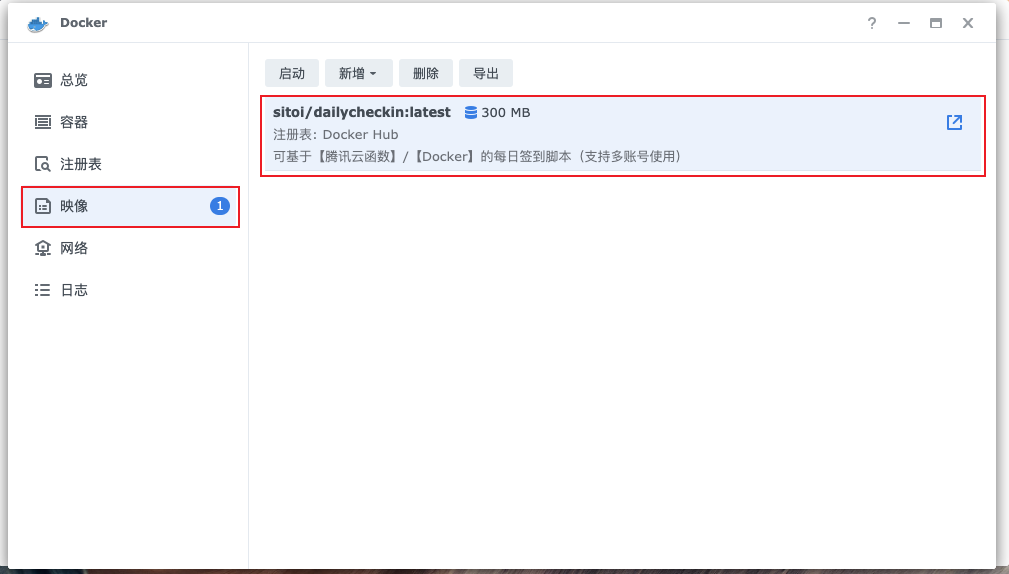 Docker
?
总览
容器
注册表
映像 1
网络
日志
启动 新增 删除 导出
sitoi/dailycheckin:latest 300 MB
注册表: Docker Hub
可基于【腾讯云函数】/【Docker】的每日签到脚本（支持多账号使用）